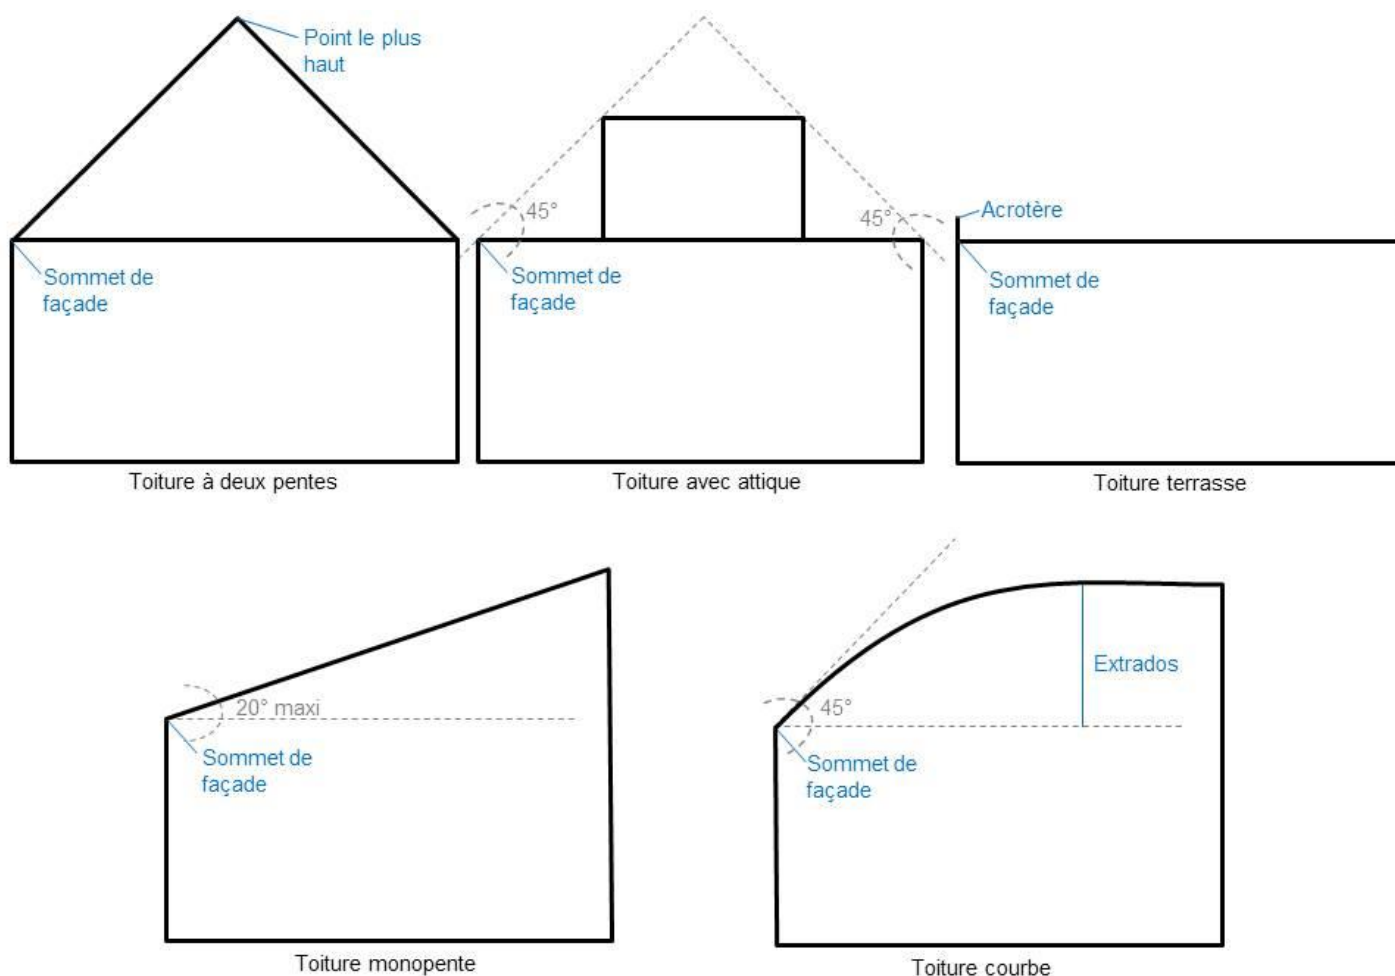 Point le plus
haut
45°
45°
Acrotère
Sommet de
façade
Sommet de
façade
Sommet de
façade
Toiture à deux pentes
Toiture avec attique
Toiture terrasse
20° maxi
Sommet de
façade
Extrados
45°
Sommet de
façade
Toiture monopente
Toiture courbe